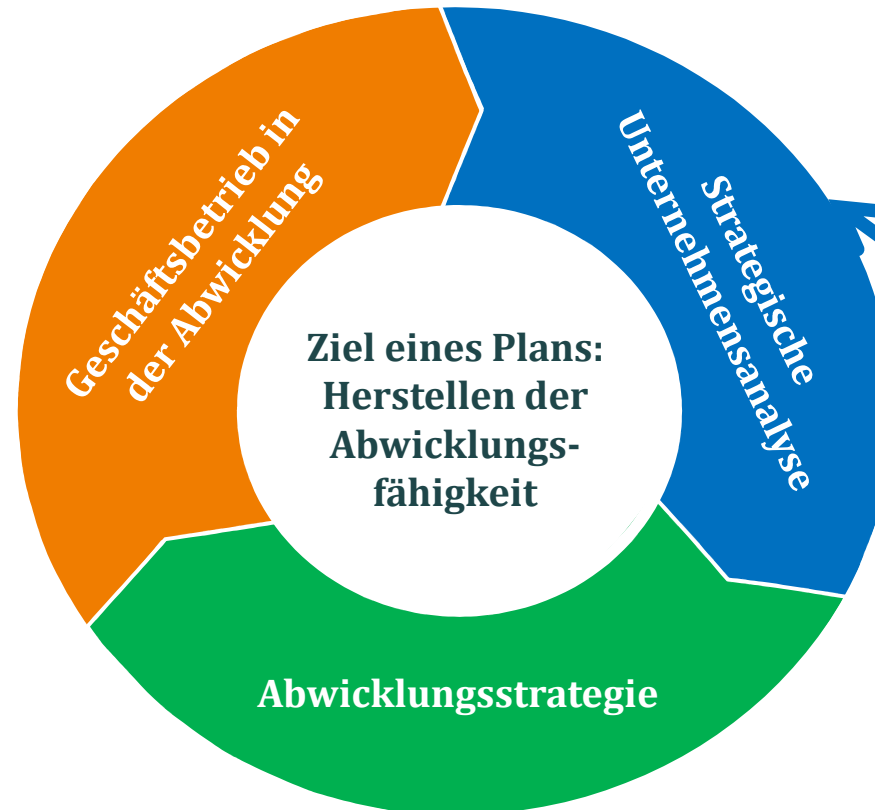 Geschäftsbetrieb in
der Abwicklung
Strategische
Unternehmensanalyse
Ziel eines Plans:
Herstellen der
Abwicklungs-
fähigkeit
Abwicklungsstrategie